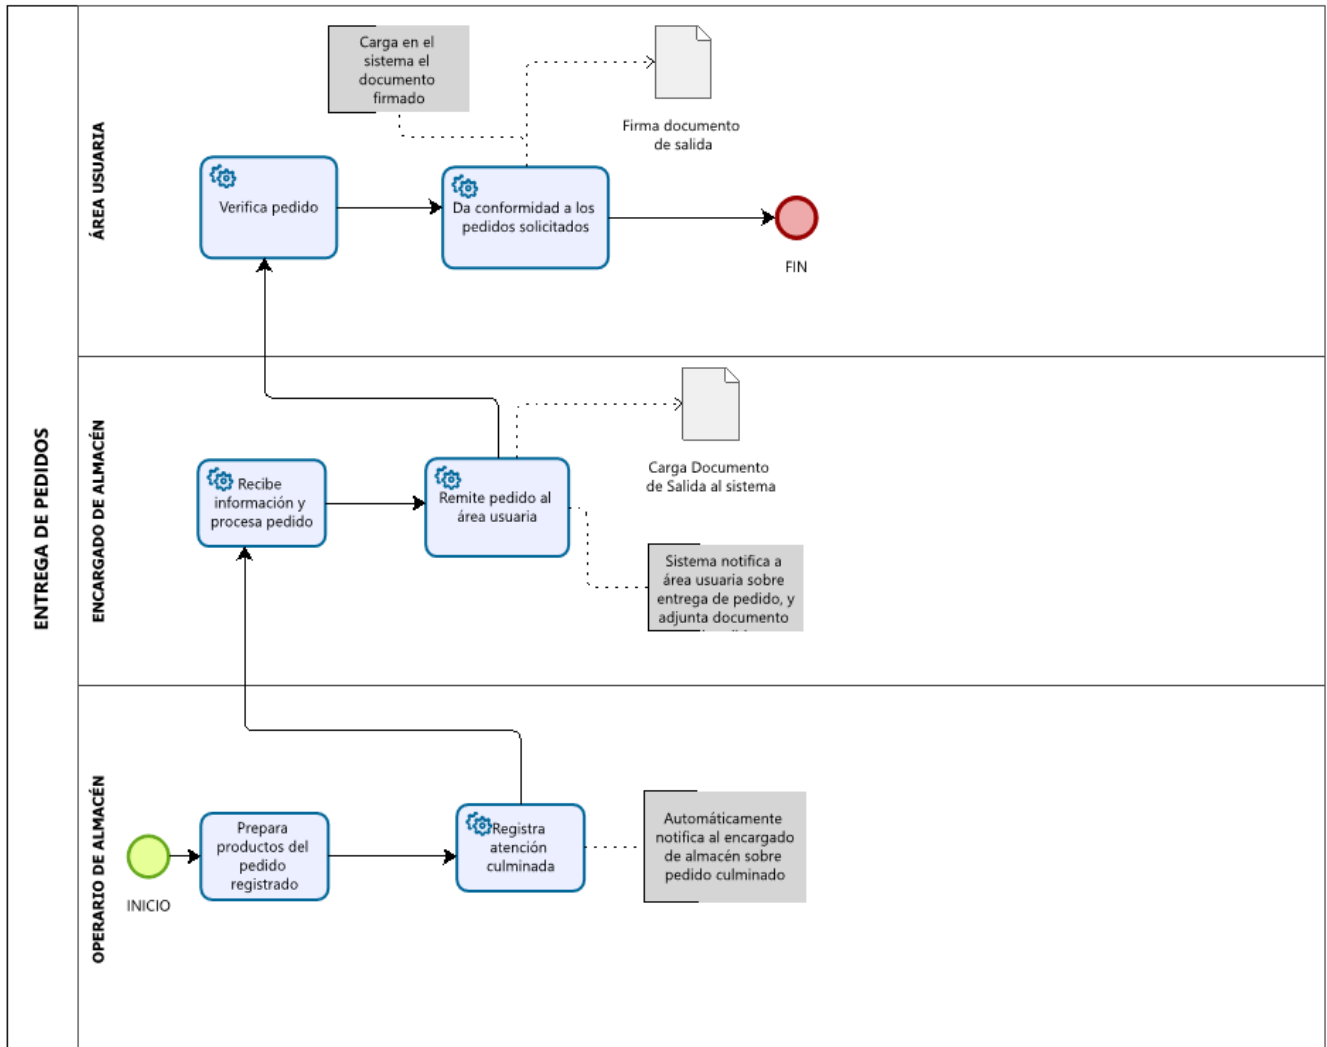 ENTREGA DE PEDIDOS
ÁREA USUARIA
Carga en el
sistema el
documento
firmado
Firma documento
de salida
Verifica pedido
Da conformidad a los
pedidos solicitados
FIN
ENCARGADO DE ALMACÉN
Carga Documento
de Salida al sistema
Recibe
información y
procesa pedido
Remite pedido al
área usuaria
Sistema notifica a
área usuaria sobre
entrega de pedido, y
adjunta documento
OPERARIO DE ALMACÉN
INICIO
Prepara
productos del
pedido
registrado
Registra
atención
culminada
Automáticamente
notifica al encargado
de almacén sobre
pedido culminado